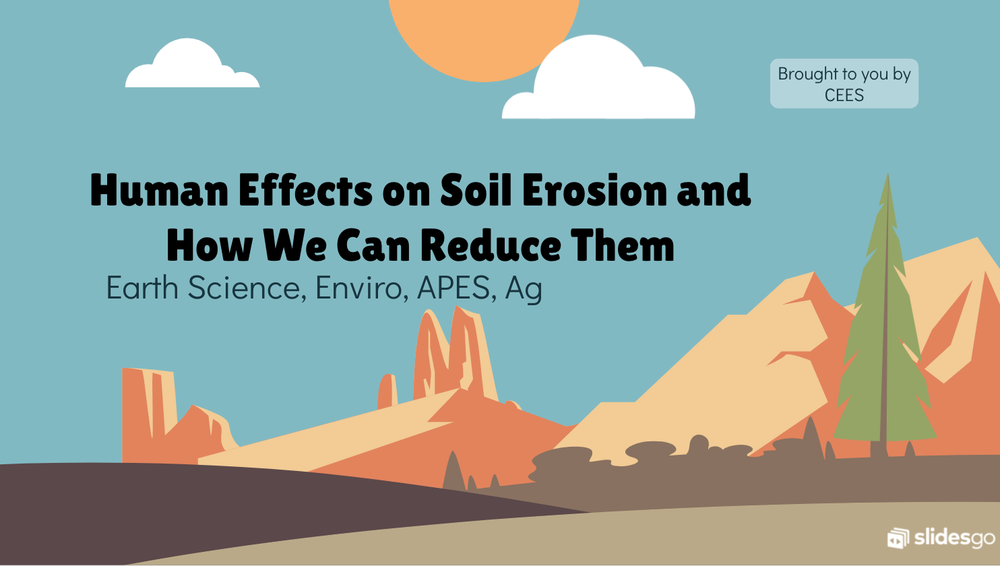 Brought to you by
CEES
Human Effects on Soil Erosion and
How We Can Reduce Them
Earth Science, Enviro, APES, Ag
slidesgo